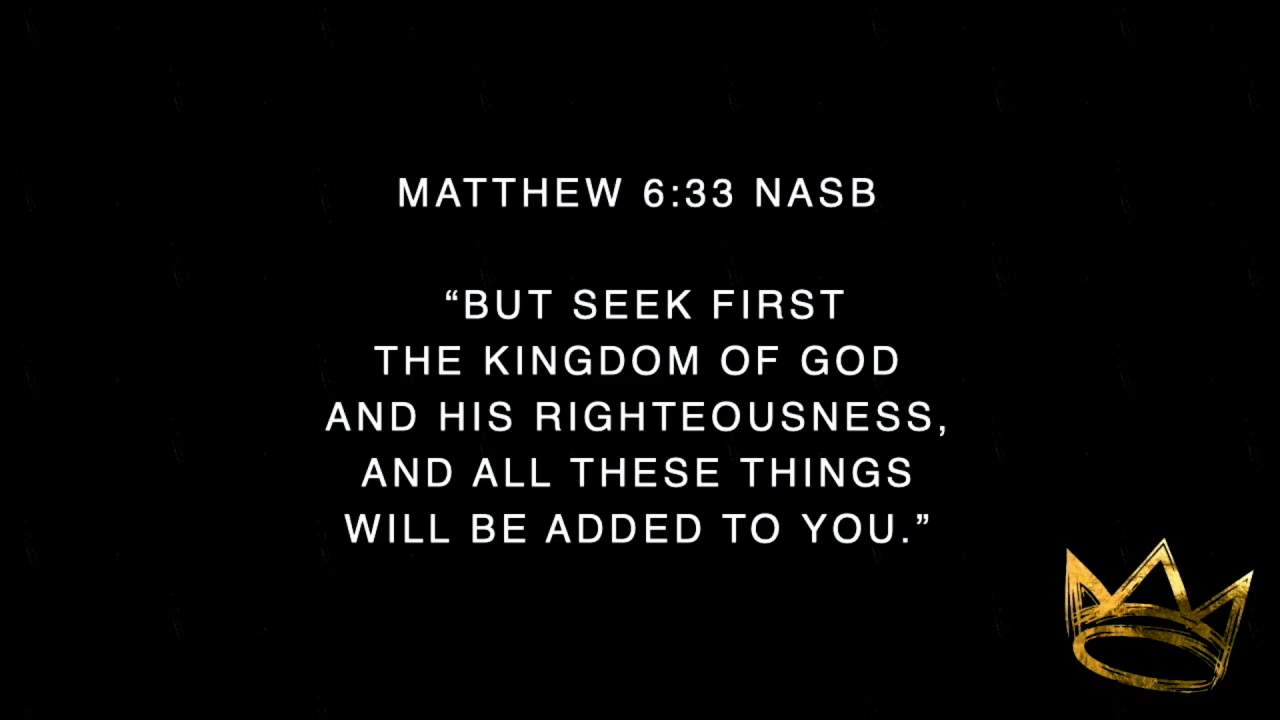 MATTHEW 6:33 NASB
“BUT SEEK FIRST
THE KINGDOM OF GOD
AND HIS RIGHTEOUSNESS,
AND ALL THESE THINGS
WILL BE ADDED TO YOU.”